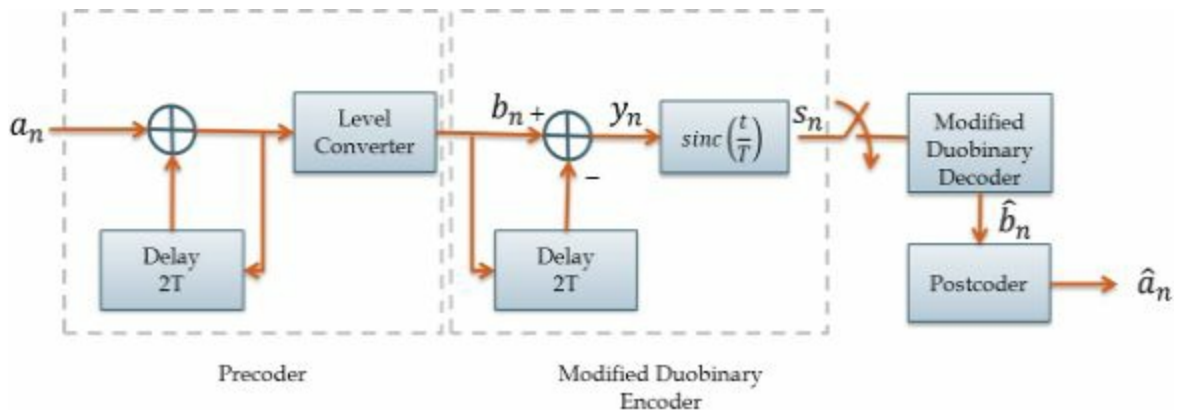 a_n
Level
Converter
b_n +
y_n
sinc(t/T)
s_n
Modified
Duobinary
Decoder
−
Delay
2T
Delay
2T
b̂_n
Postcoder
â_n
Precoder
Modified Duobinary
Encoder